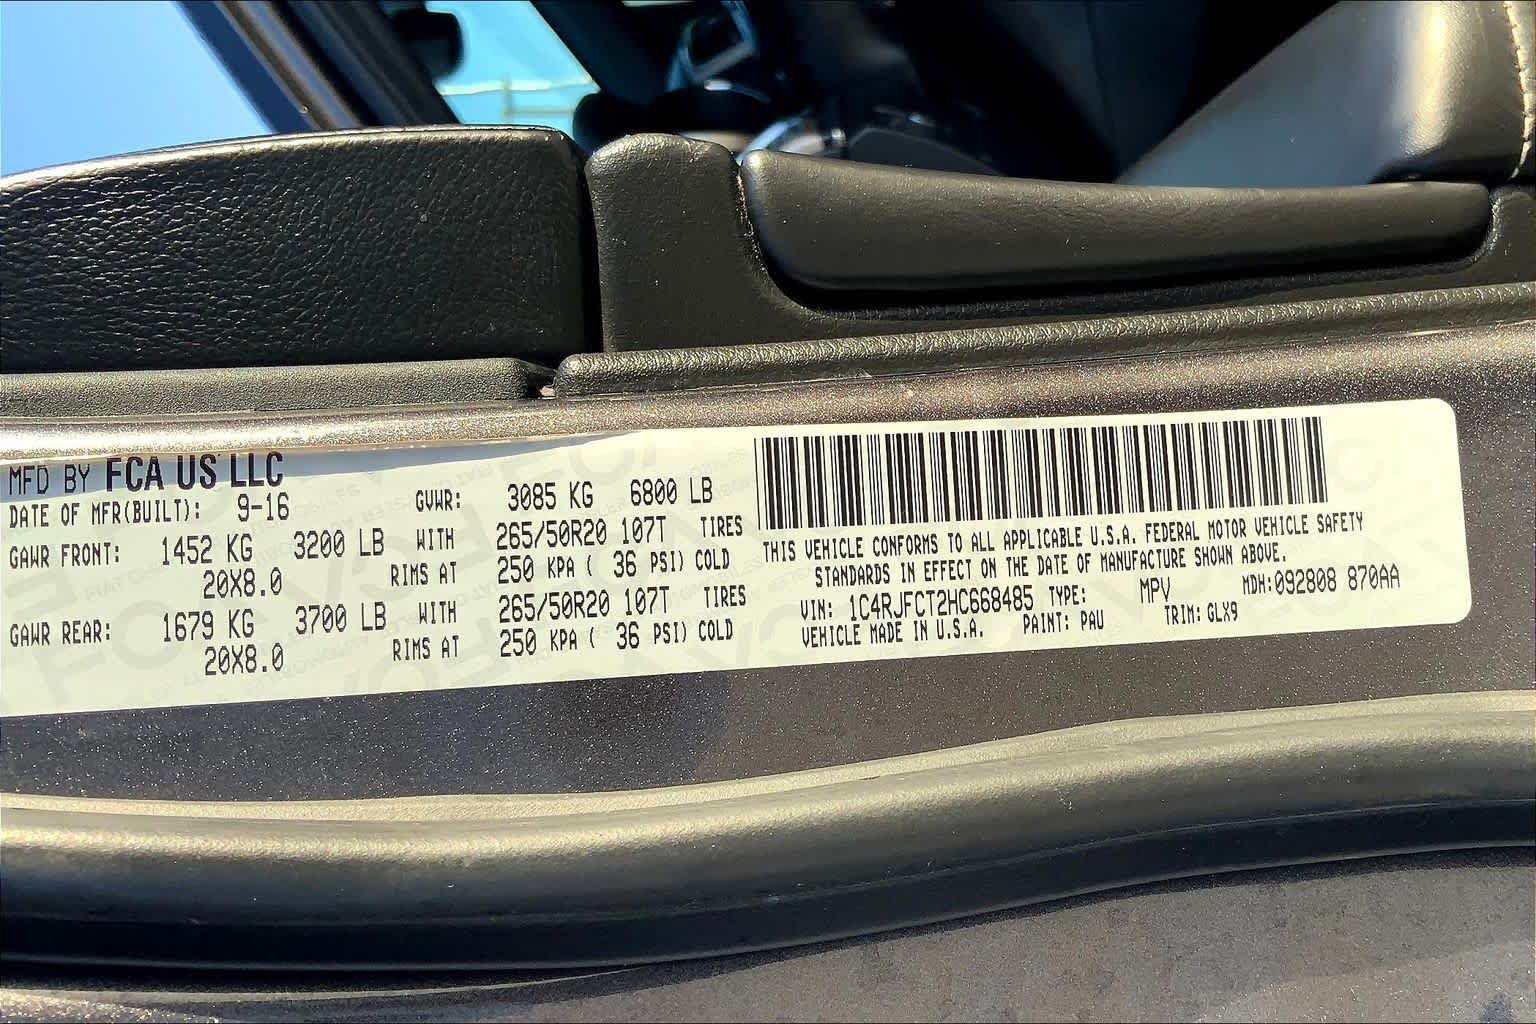 MFD BY FCA US LLC
DATE OF MFR(BUILT): 9-16 GVWR: 3085 KG 6800 LB
GAWR FRONT: 1452 KG 3200 LB WITH 265/50R20 107T TIRES
20X8.0 RIMS AT 250 KPA ( 36 PSI) COLD
GAWR REAR: 1679 KG 3700 LB WITH 265/50R20 107T TIRES
20X8.0 RIMS AT 250 KPA ( 36 PSI) COLD
THIS VEHICLE CONFORMS TO ALL APPLICABLE U.S.A. FEDERAL MOTOR VEHICLE SAFETY
STANDARDS IN EFFECT ON THE DATE OF MANUFACTURE SHOWN ABOVE.
VIN: 1C4RJFCT2HC668485 TYPE: MPV MDH:092808 870AA
VEHICLE MADE IN U.S.A. PAINT: PAU TRIM: GLX9